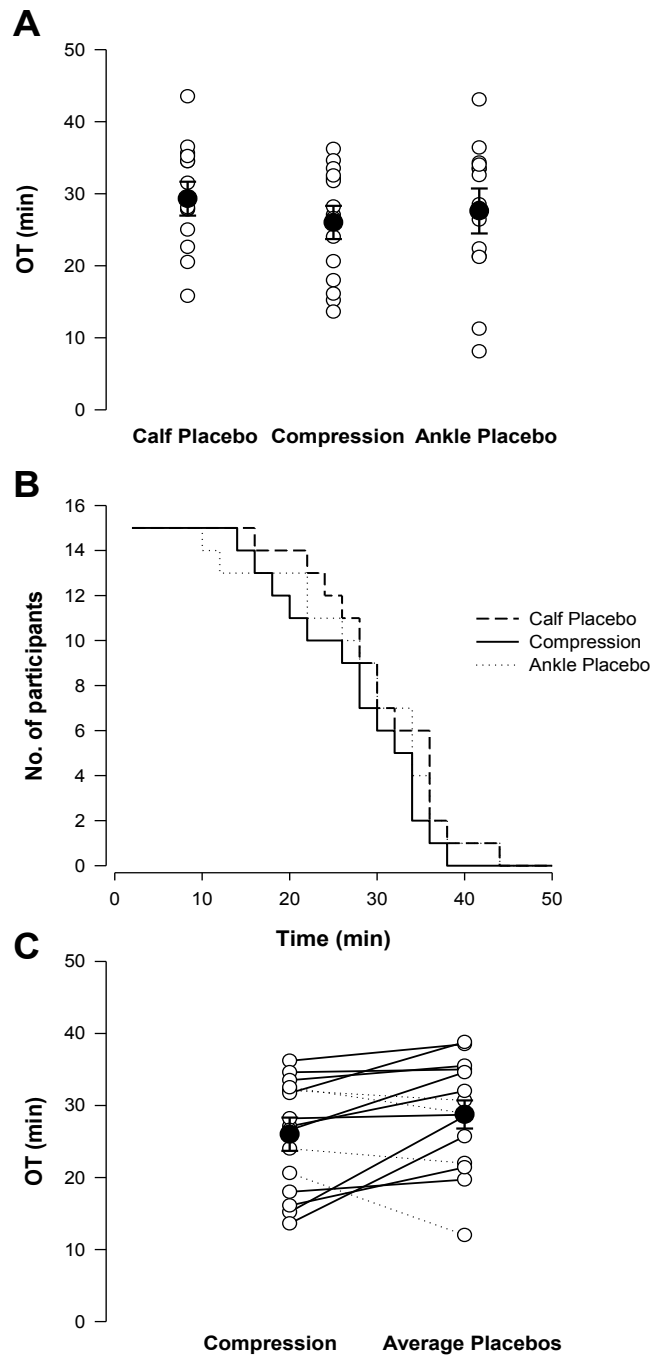 A
50
40
30
20
10
0
OT (min)
Calf Placebo Compression Ankle Placebo
B
16
14
12
10
8
6
4
2
0
No. of participants
Calf Placebo
Compression
Ankle Placebo
0 10 20 30 40 50
Time (min)
C
50
40
30
20
10
0
OT (min)
Compression Average Placebos